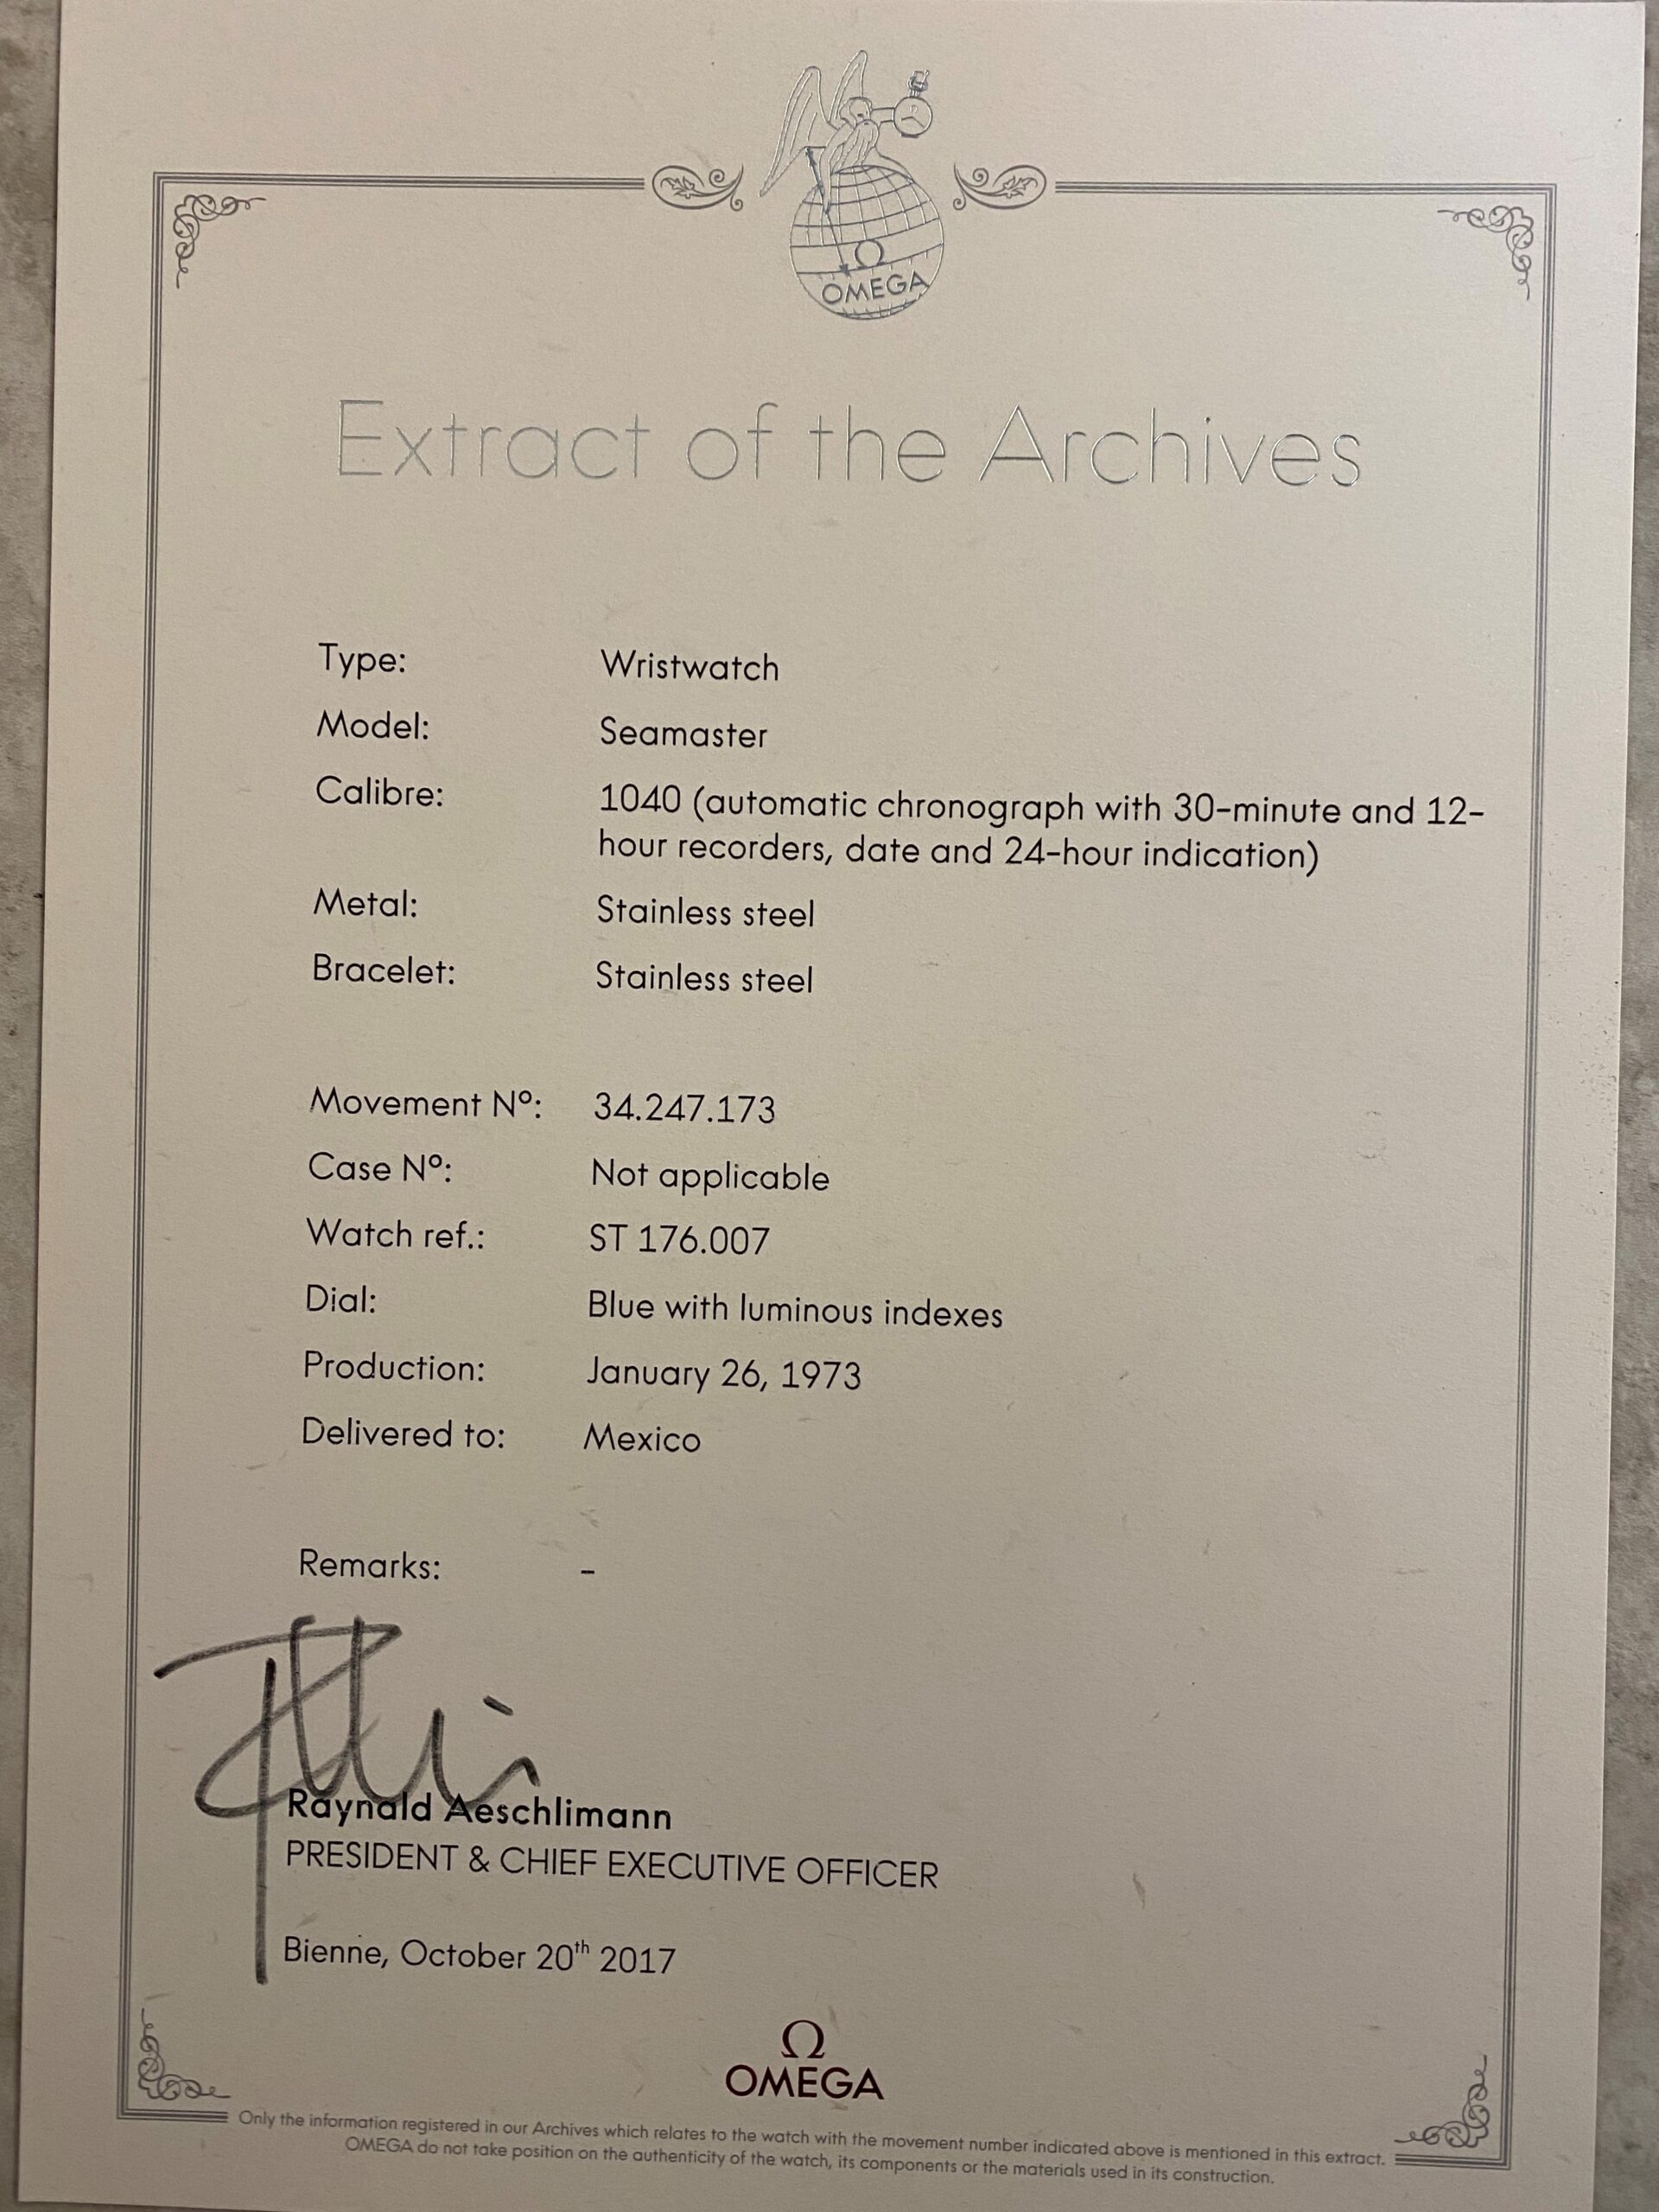 Ω
OMEGA
Extract of the Archives
Type: Wristwatch
Model: Seamaster
Calibre: 1040 (automatic chronograph with 30-minute and 12-
hour recorders, date and 24-hour indication)
Metal: Stainless steel
Bracelet: Stainless steel
Movement Nº: 34.247.173
Case Nº: Not applicable
Watch ref.: ST 176.007
Dial: Blue with luminous indexes
Production: January 26, 1973
Delivered to: Mexico
Remarks: -
Raynald Aeschlimann
PRESIDENT & CHIEF EXECUTIVE OFFICER
Bienne, October 20th 2017
Ω
OMEGA
Only the information registered in our Archives which relates to the watch with the movement number indicated above is mentioned in this extract.
OMEGA do not take position on the authenticity of the watch, its components or the materials used in its construction.